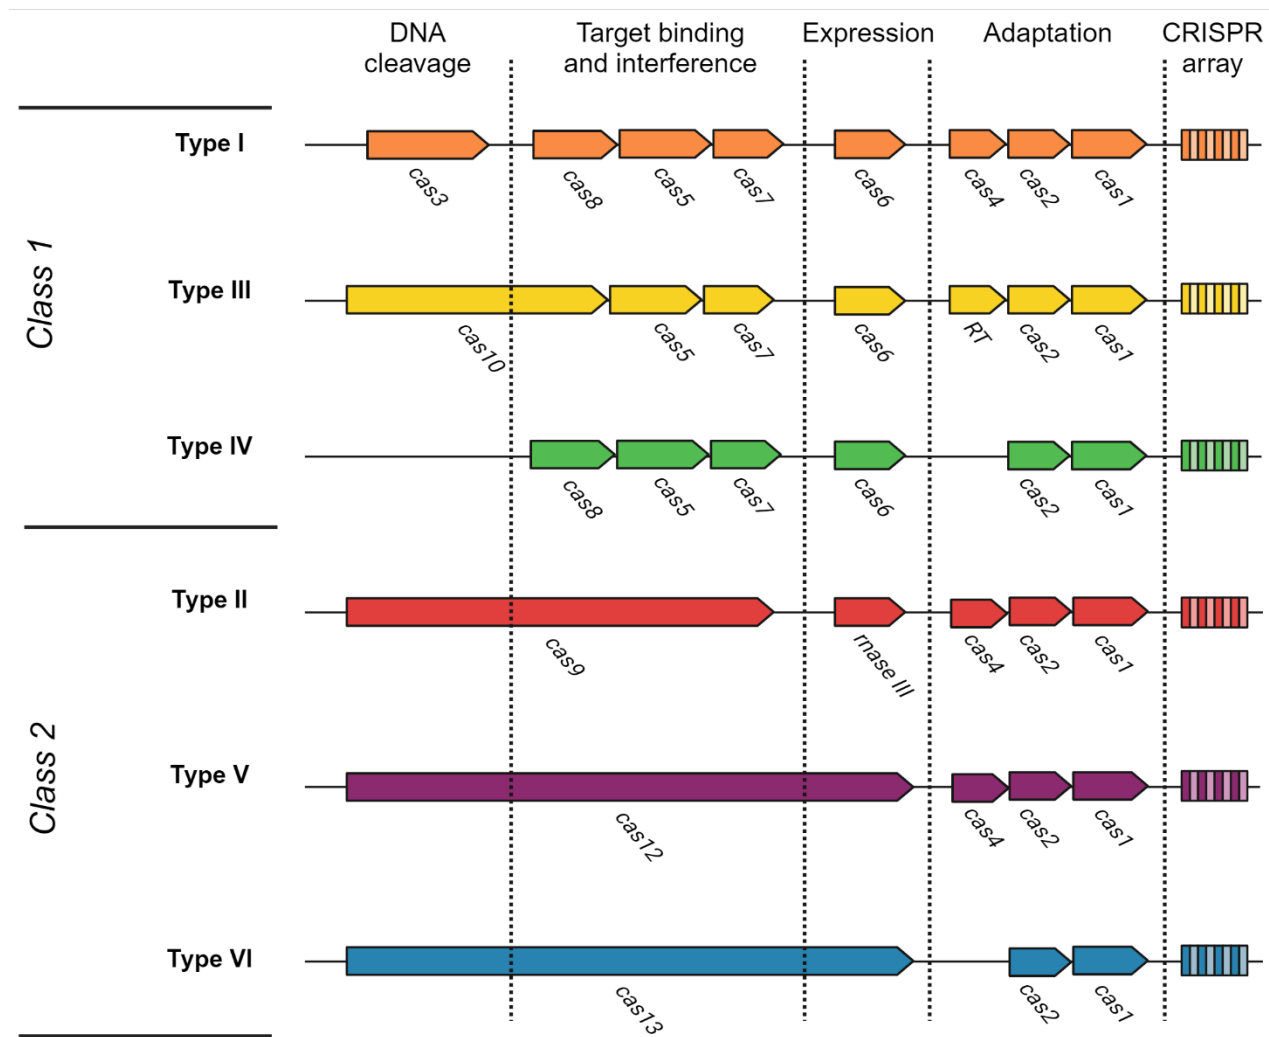 DNA
cleavage
Target binding
and interference
Expression
Adaptation
CRISPR
array
Class 1
Type I
cas3
cas8
cas5
cas7
cas6
cas4
cas2
cas1
Type III
cas10
cas5
cas7
cas6
RT
cas2
cas1
Type IV
cas8
cas5
cas7
cas6
cas2
cas1
Class 2
Type II
cas9
rnase III
cas4
cas2
cas1
Type V
cas12
cas4
cas2
cas1
Type VI
cas13
cas2
cas1